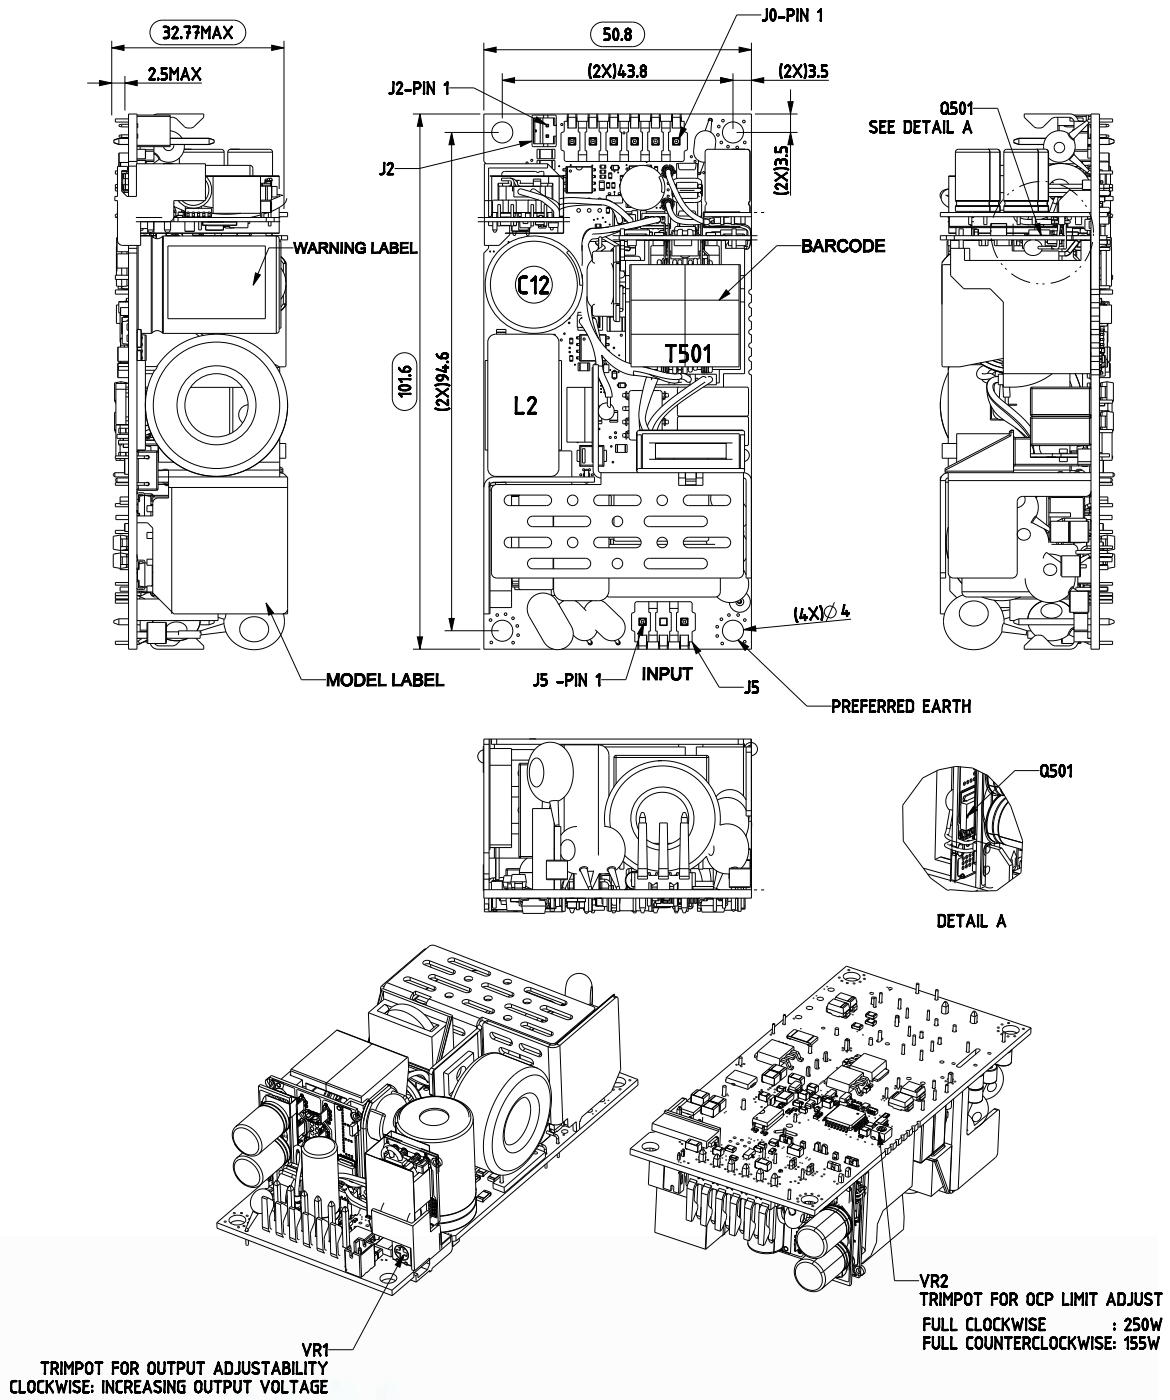 32.77MAX
2.5MAX
50.8
(2X)43.8
(2X)3.5
J0-PIN 1
J2-PIN 1
J2
(2X)3.5
Q501
SEE DETAIL A
WARNING LABEL
BARCODE
C12
T501
101.6
(2X)94.6
L2
(4X)Ø 4
MODEL LABEL
J5 -PIN 1
INPUT
J5
PREFERRED EARTH
Q501
DETAIL A
VR1
TRIMPOT FOR OUTPUT ADJUSTABILITY
CLOCKWISE: INCREASING OUTPUT VOLTAGE
VR2
TRIMPOT FOR OCP LIMIT ADJUST
FULL CLOCKWISE : 250W
FULL COUNTERCLOCKWISE: 155W